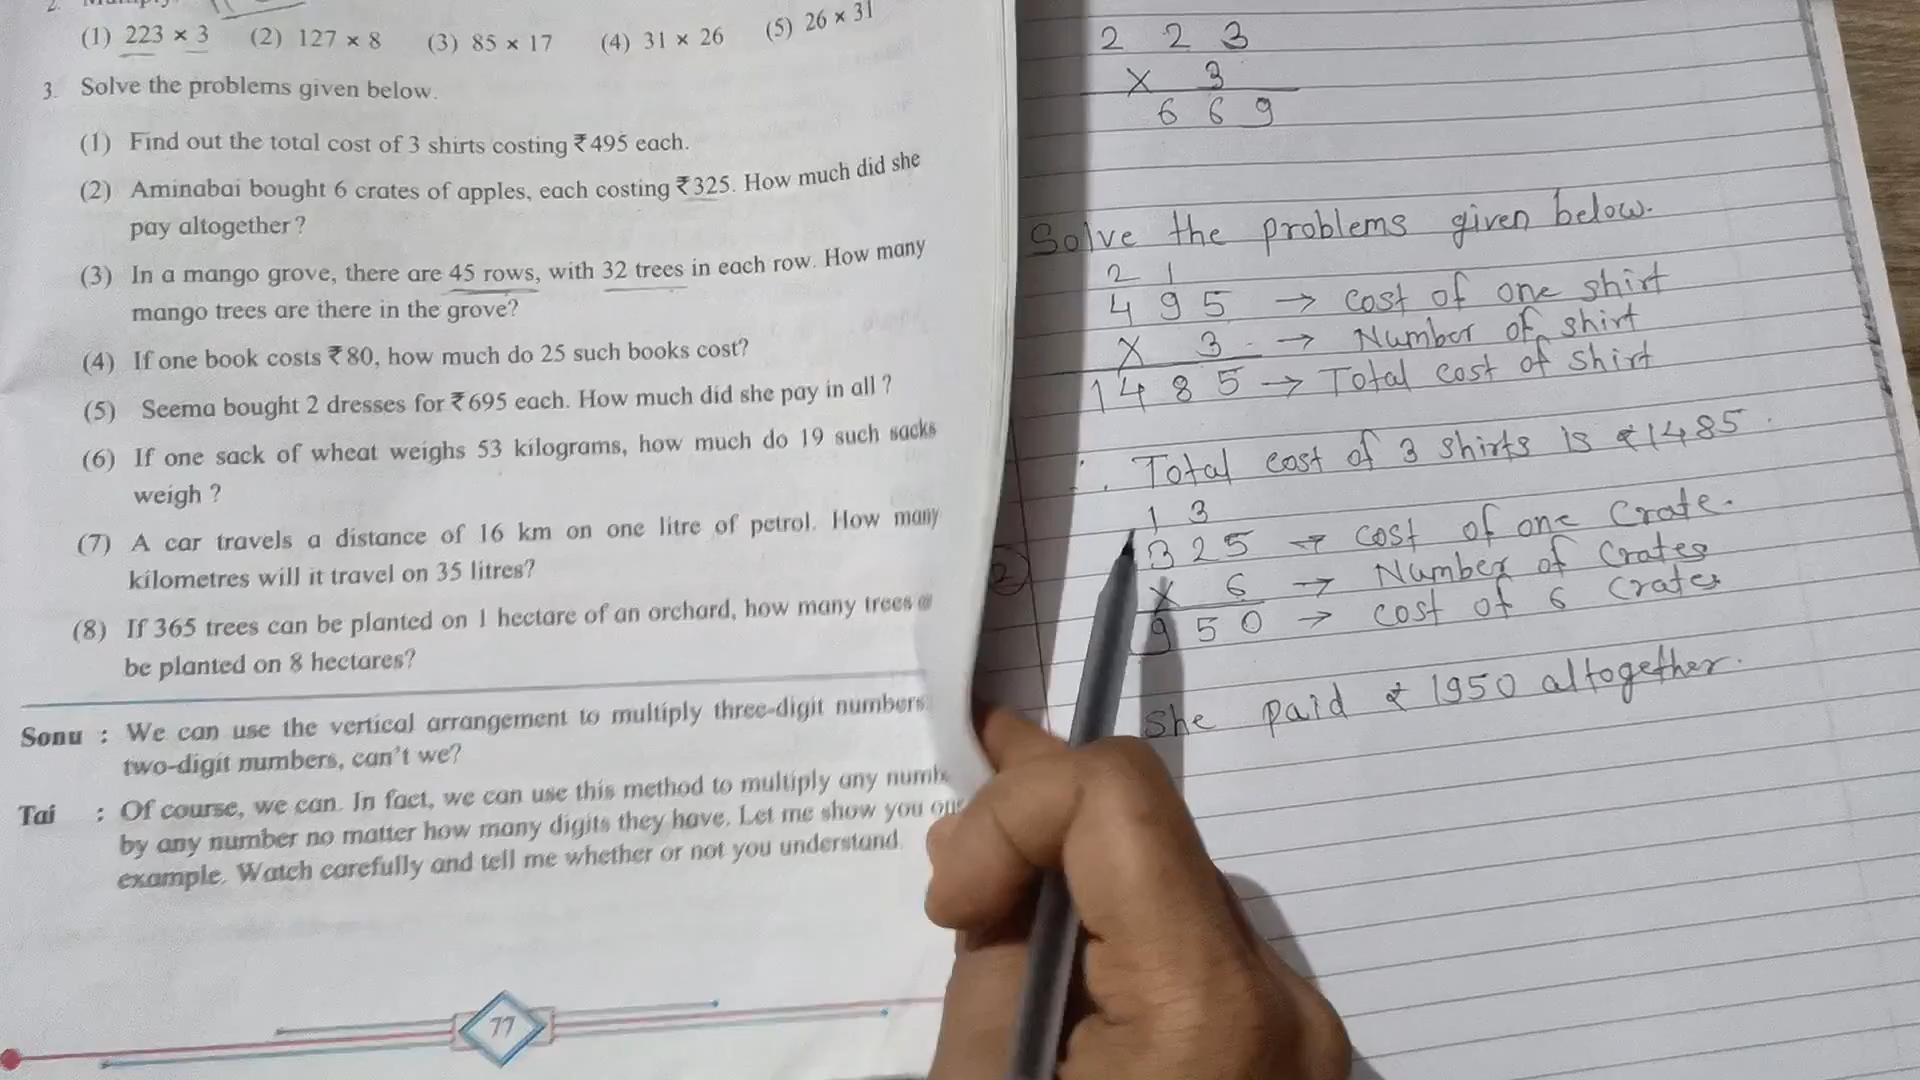 (1) 223 × 3 (2) 127 × 8 (3) 85 × 17 (4) 31 × 26 (5) 26 × 31
3. Solve the problems given below.
(1) Find out the total cost of 3 shirts costing ₹495 each.
(2) Aminabai bought 6 crates of apples, each costing ₹325. How much did she
pay altogether?
(3) In a mango grove, there are 45 rows, with 32 trees in each row. How many
mango trees are there in the grove?
(4) If one book costs ₹80, how much do 25 such books cost?
(5) Seema bought 2 dresses for ₹695 each. How much did she pay in all ?
(6) If one sack of wheat weighs 53 kilograms, how much do 19 such sacks
weigh ?
(7) A car travels a distance of 16 km on one litre of petrol. How many
kilometres will it travel on 35 litres?
(8) If 365 trees can be planted on 1 hectare of an orchard, how many trees
be planted on 8 hectares?
Sonu : We can use the vertical arrangement to multiply three-digit numbers
two-digit numbers, can't we?
Tai : Of course, we can. In fact, we can use this method to multiply any
by any number no matter how many digits they have. Let me show you
example. Watch carefully and tell me whether or not you understand.
77
2 2 3
× 3
6 6 9
Solve the problems given below.
2 1
4 9 5 → cost of one shirt
× 3 → Number of shirt
1 4 8 5 → Total cost of shirt
∴ Total cost of 3 shirts is ₹1485.
1 3
2 3 2 5 → cost of one Crate.
× 6 → Number of Crates
9 5 0 → cost of 6 Crates
She paid ₹ 1950 altogether.